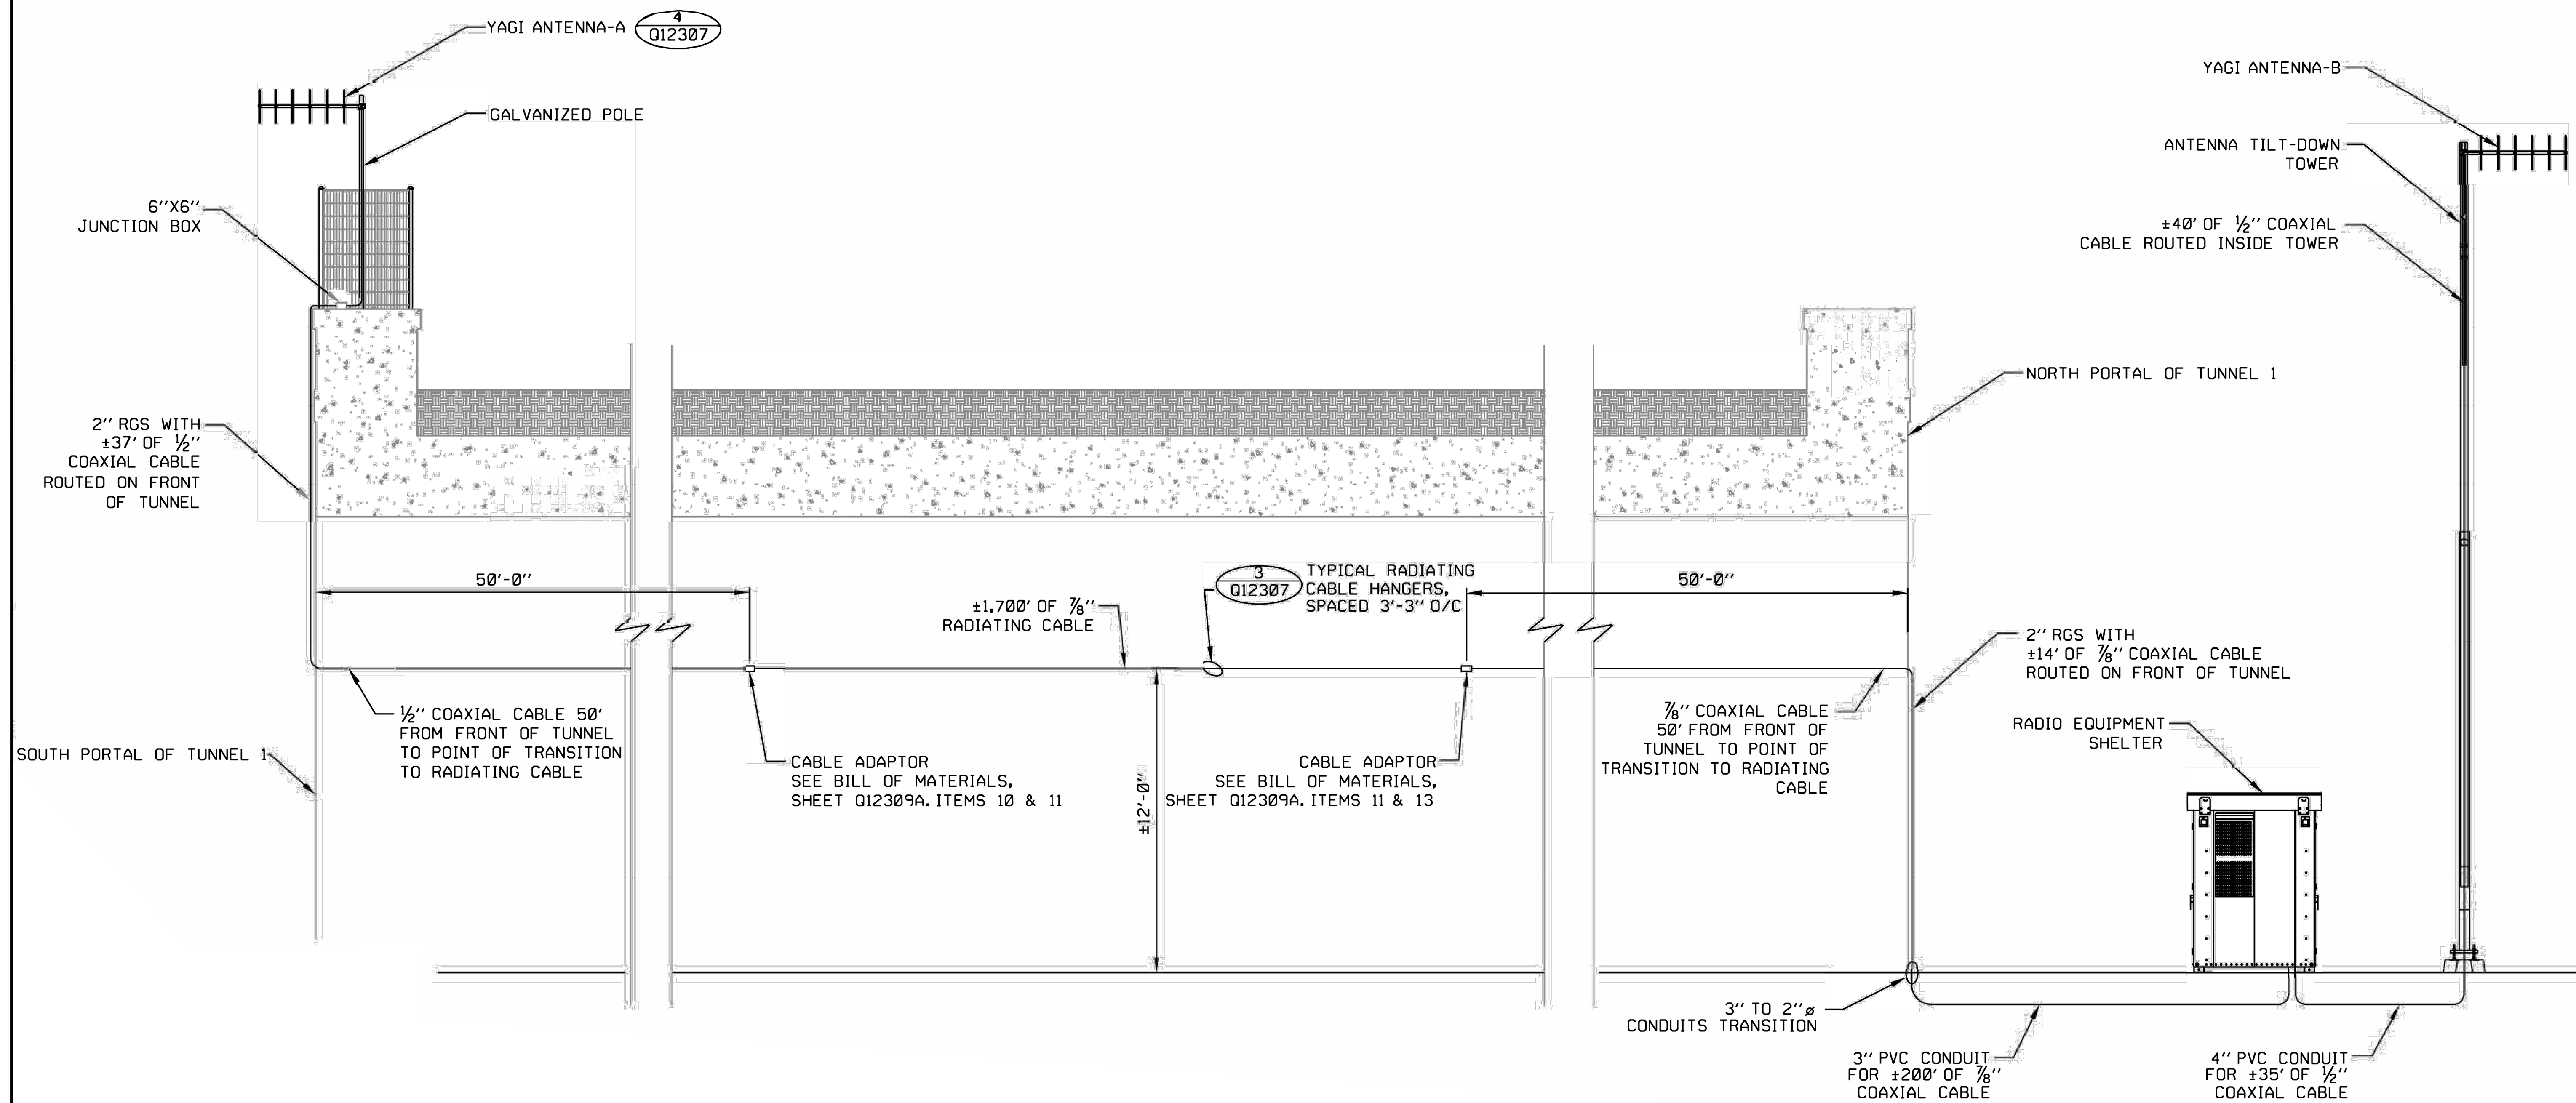 YAGI ANTENNA-A
4
Q12307
GALVANIZED POLE
6''X6''
JUNCTION BOX
2'' RGS WITH
±37' OF ½''
COAXIAL CABLE
ROUTED ON FRONT
OF TUNNEL
SOUTH PORTAL OF TUNNEL 1
50'-0''
½'' COAXIAL CABLE 50'
FROM FRONT OF TUNNEL
TO POINT OF TRANSITION
TO RADIATING CABLE
CABLE ADAPTOR
SEE BILL OF MATERIALS,
SHEET Q12309A. ITEMS 10 & 11
±1,700' OF ⅞''
RADIATING CABLE
3
Q12307
TYPICAL RADIATING
CABLE HANGERS,
SPACED 3'-3'' O/C
±12'-0''
CABLE ADAPTOR
SEE BILL OF MATERIALS,
SHEET Q12309A. ITEMS 11 & 13
50'-0''
⅞'' COAXIAL CABLE
50' FROM FRONT OF
TUNNEL TO POINT OF
TRANSITION TO RADIATING
CABLE
YAGI ANTENNA-B
ANTENNA TILT-DOWN
TOWER
±40' OF ½'' COAXIAL
CABLE ROUTED INSIDE TOWER
NORTH PORTAL OF TUNNEL 1
2'' RGS WITH
±14' OF ⅞'' COAXIAL CABLE
ROUTED ON FRONT OF TUNNEL
RADIO EQUIPMENT
SHELTER
3'' TO 2''ø
CONDUITS TRANSITION
3'' PVC CONDUIT
FOR ±200' OF ⅞''
COAXIAL CABLE
4'' PVC CONDUIT
FOR ±35' OF ½''
COAXIAL CABLE